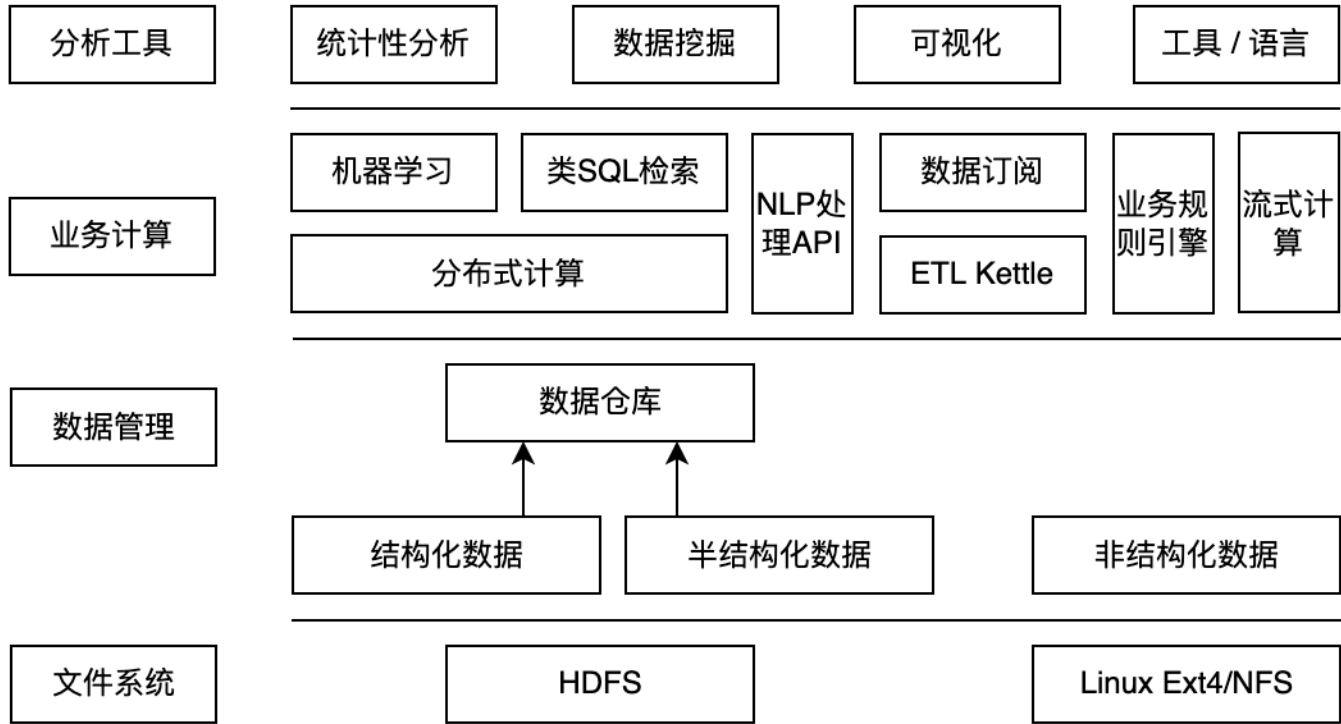 分析工具
统计性分析
数据挖掘
可视化
工具 / 语言
业务计算
机器学习
类SQL检索
分布式计算
NLP处
理API
数据订阅
ETL Kettle
业务规
则引擎
流式计
算
数据管理
数据仓库
结构化数据
半结构化数据
非结构化数据
文件系统
HDFS
Linux Ext4/NFS